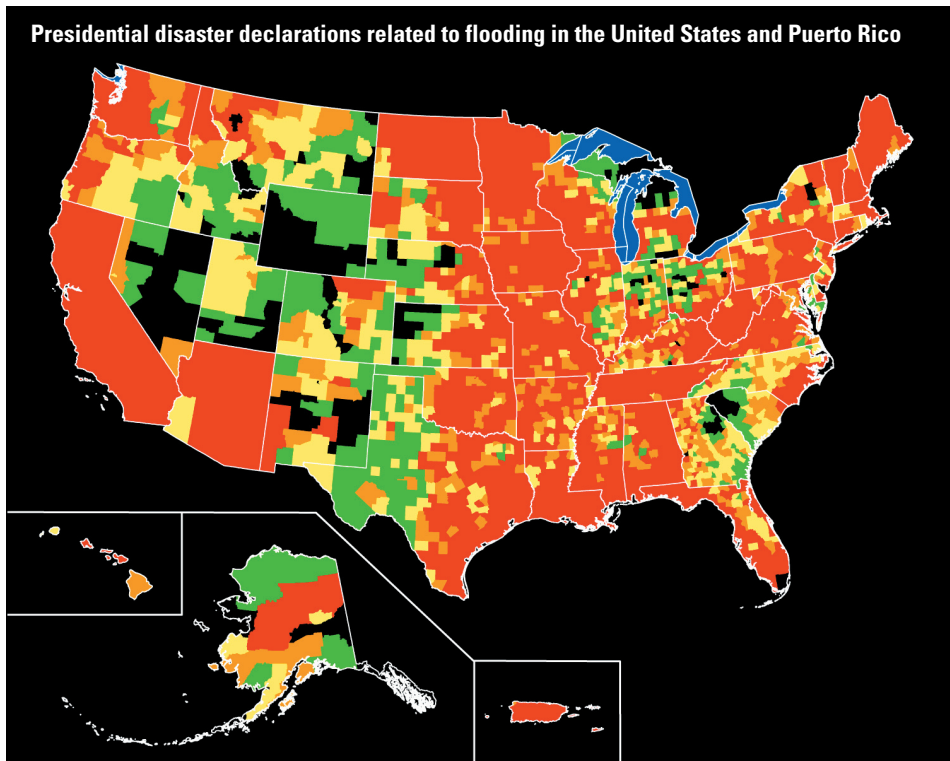 Presidential disaster declarations related to flooding in the United States and Puerto Rico